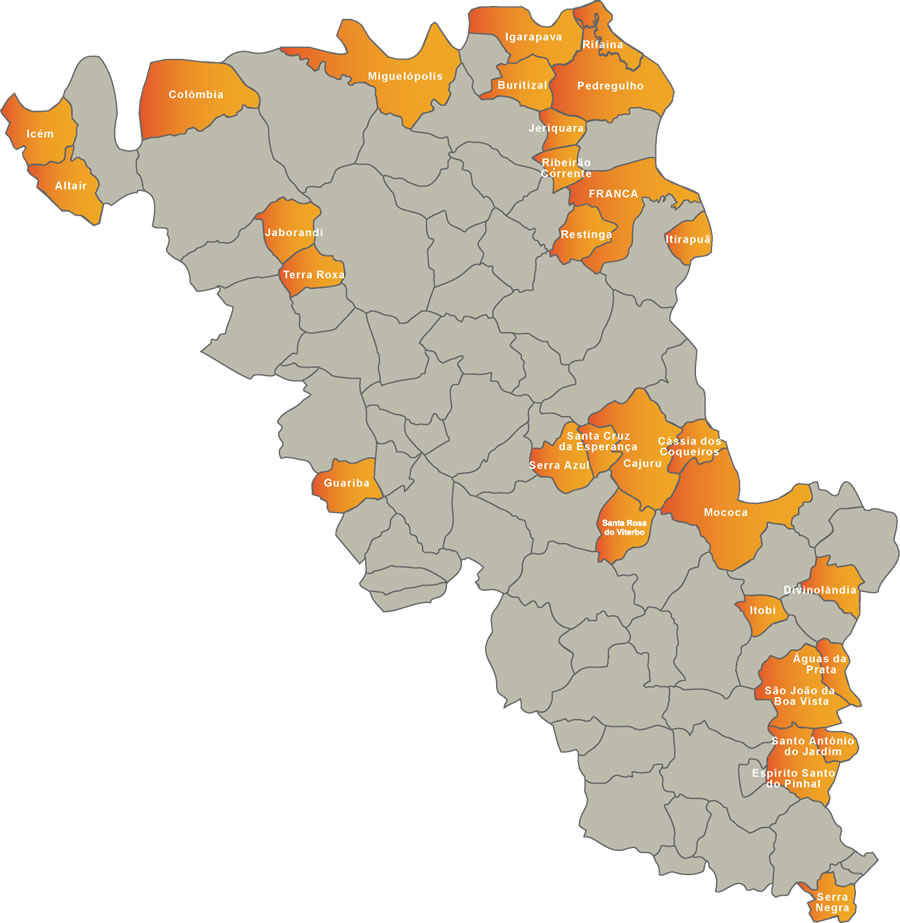 Igarapava
Rifaina
Miguelópolis
Buritizal
Pedregulho
Colômbia
Icém
Jeriquara
Ribeirão
Corrente
Altair
FRANCA
Jaborandi
Restinga
Itirapuã
Terra Roxa
Santa Cruz
da Esperança
Cássia dos
Coqueiros
Serra Azul
Cajuru
Guariba
Mococa
Santa Rosa
do Viterbo
Divinolândia
Itobi
Águas da
Prata
São João da
Boa Vista
Santo Antônio
do Jardim
Espírito Santo
do Pinhal
Serra
Negra